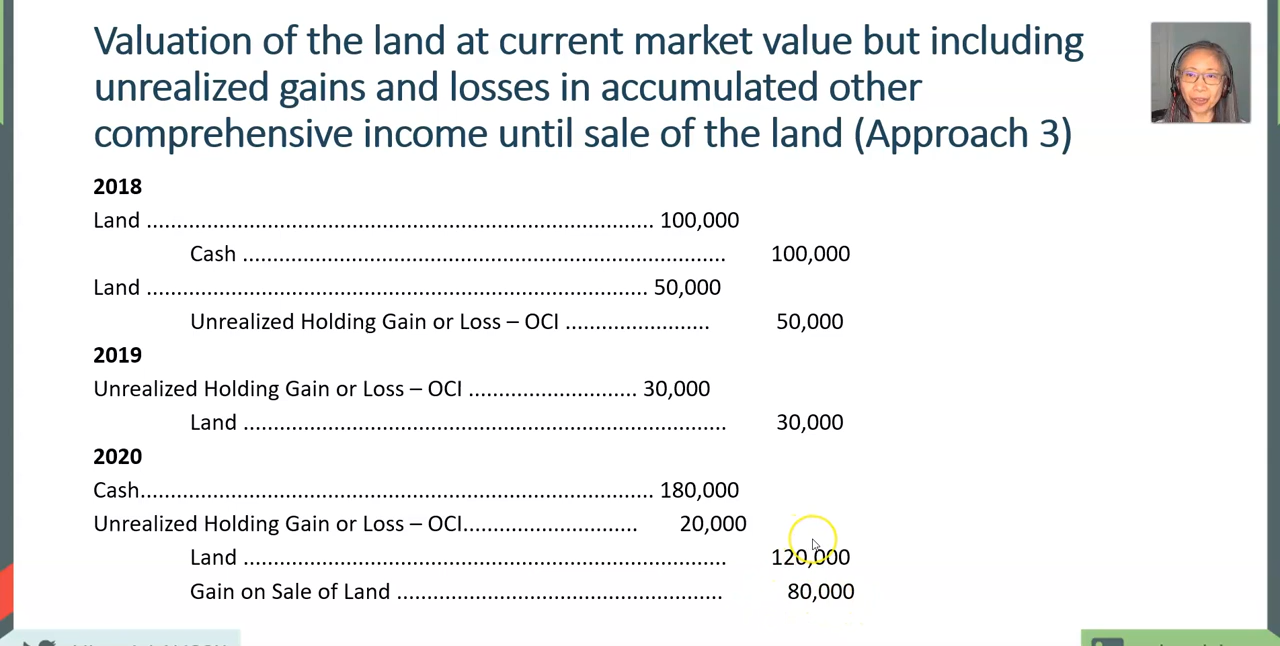 Valuation of the land at current market value but including
unrealized gains and losses in accumulated other
comprehensive income until sale of the land (Approach 3)
2018
Land ........................................................................................ 100,000
Cash .................................................................................... 100,000
Land ....................................................................................... 50,000
Unrealized Holding Gain or Loss – OCI ......................... 50,000
2019
Unrealized Holding Gain or Loss – OCI ............................. 30,000
Land .................................................................................... 30,000
2020
Cash......................................................................................... 180,000
Unrealized Holding Gain or Loss – OCI.............................. 20,000
Land .................................................................................... 120,000
Gain on Sale of Land ......................................................... 80,000